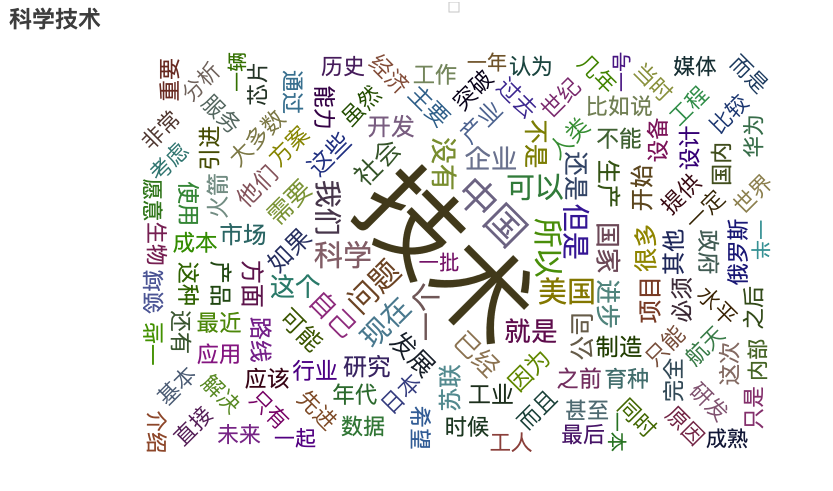 科学技术
重要
分析
一辆
芯片
通过
历史
经济
工作
一年
认为
几年
一号
当时
媒体
而是
非常
服务
大多数
方案
能力
虽然
主要
突破
过去
世纪
比如说
工程
比较
华为
考虑
引进
他们
这些
开发
产业
不是
人类
不能
设备
设计
国内
愿意
使用
火箭
需要
我们
社会
没有
企业
可以
还是
生产
开始
提供
一定
世界
生物
成本
市场
如果
科学
技术
中国
所以
但是
国家
很多
其他
政府
俄罗斯
领域
这种
产品
方面
这个
问题
一批
美国
进步
项目
必须
水平
之后
一些
还有
最近
路线
自己
可能
现在
就是
公司
制造
只能
航天
应用
发展
已经
因为
这次
内部
基本
解决
应该
行业
研究
年代
日本
苏联
工业
之前
育种
完全
研发
只是
介绍
直接
只有
先进
未来
一起
数据
希望
时候
工人
而且
甚至
最后
同时
一本
原因
成熟